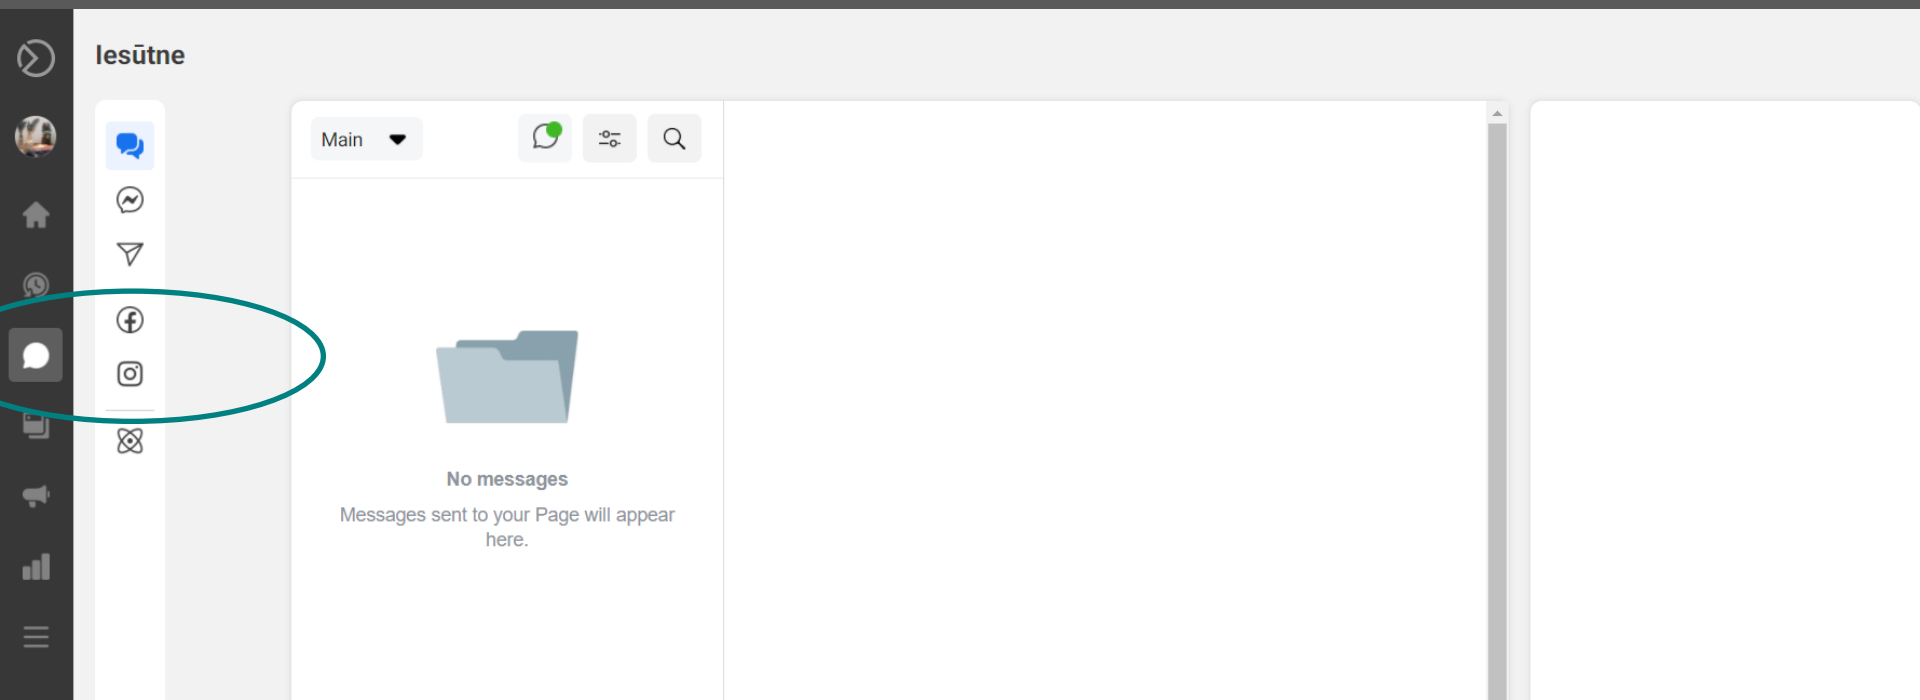 Iesūtne
Main
No messages
Messages sent to your Page will appear
here.